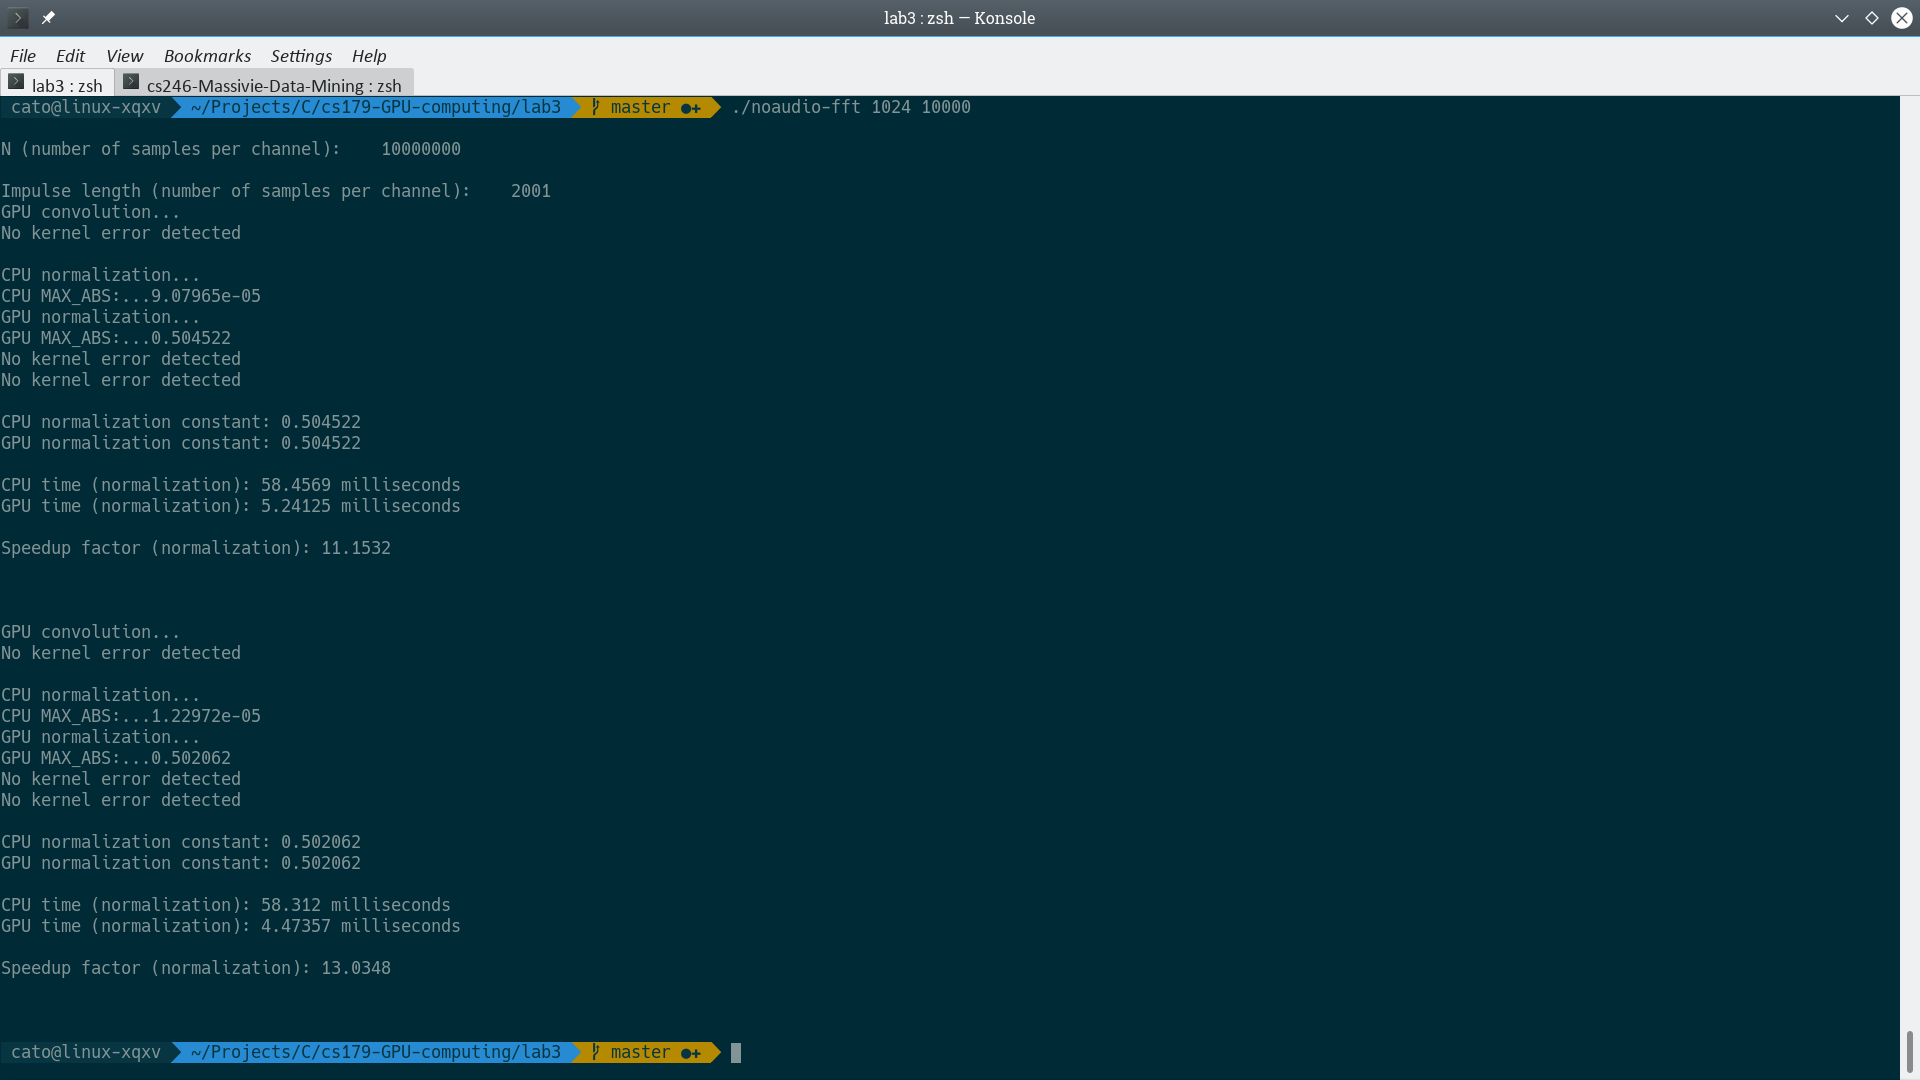 lab3 : zsh — Konsole
File Edit View Bookmarks Settings Help
lab3 : zsh cs246-Massivie-Data-Mining : zsh
cato@linux-xqxv ~/Projects/C/cs179-GPU-computing/lab3 master ●✚ ./noaudio-fft 1024 10000
N (number of samples per channel):    10000000
Impulse length (number of samples per channel):    2001
GPU convolution...
No kernel error detected
CPU normalization...
CPU MAX_ABS:...9.07965e-05
GPU normalization...
GPU MAX_ABS:...0.504522
No kernel error detected
No kernel error detected
CPU normalization constant: 0.504522
GPU normalization constant: 0.504522
CPU time (normalization): 58.4569 milliseconds
GPU time (normalization): 5.24125 milliseconds
Speedup factor (normalization): 11.1532
GPU convolution...
No kernel error detected
CPU normalization...
CPU MAX_ABS:...1.22972e-05
GPU normalization...
GPU MAX_ABS:...0.502062
No kernel error detected
No kernel error detected
CPU normalization constant: 0.502062
GPU normalization constant: 0.502062
CPU time (normalization): 58.312 milliseconds
GPU time (normalization): 4.47357 milliseconds
Speedup factor (normalization): 13.0348
cato@linux-xqxv ~/Projects/C/cs179-GPU-computing/lab3 master ●✚